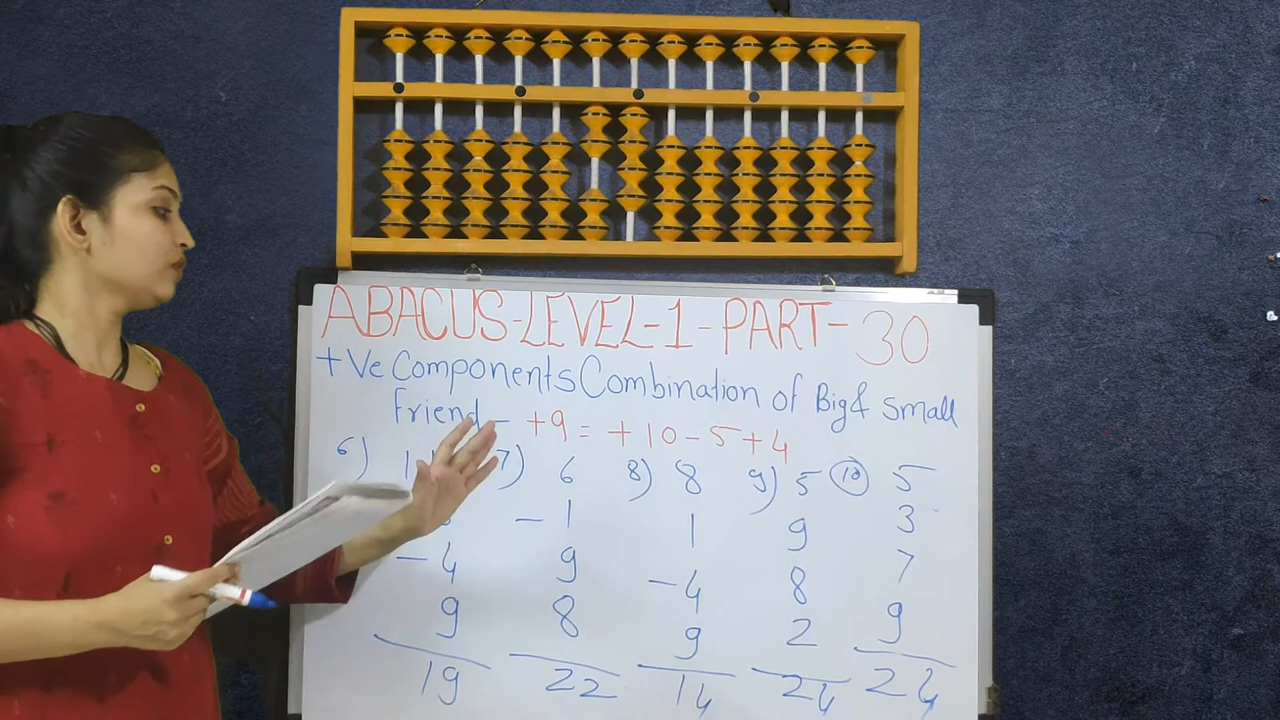 ABACUS-LEVEL-1-PART-30
+Ve Components Combination of Big & Small
friend - +9 = +10-5+4
6) 7) 6 8) 8 9) 5 10 5
-1 1 9 3
-4 9 -4 8 7
9 8 9 2 9
19 22 14 24 24